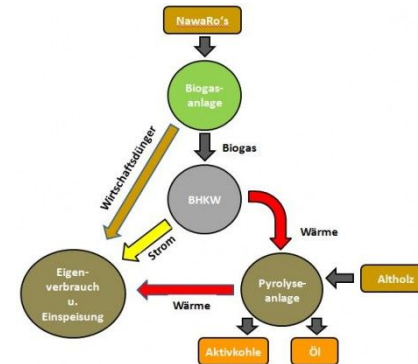 NawaRo's
Biogas-
anlage
Wirtschaftsdünger
Biogas
BHKW
Strom
Wärme
Eigen-
verbrauch
u.
Einspeisung
Wärme
Pyrolyse-
anlage
Altholz
Aktivkohle
Öl